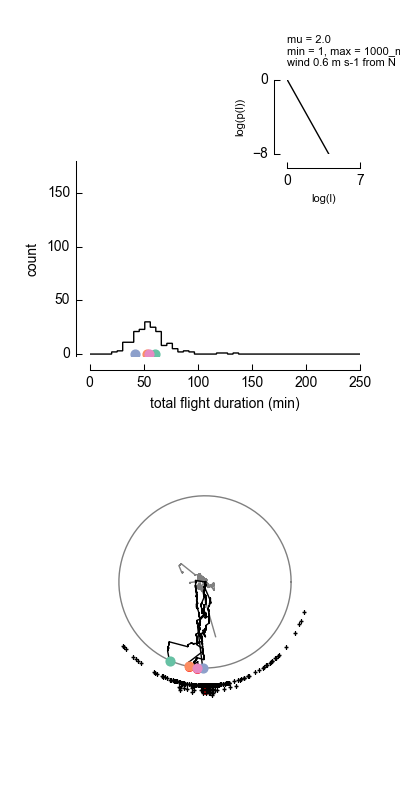 mu = 2.0
min = 1, max = 1000_m
wind 0.6 m s-1 from N
0
log(p(l))
−8
0
7
log(l)
150
100
50
0
count
0
50
100
150
200
250
total flight duration (min)